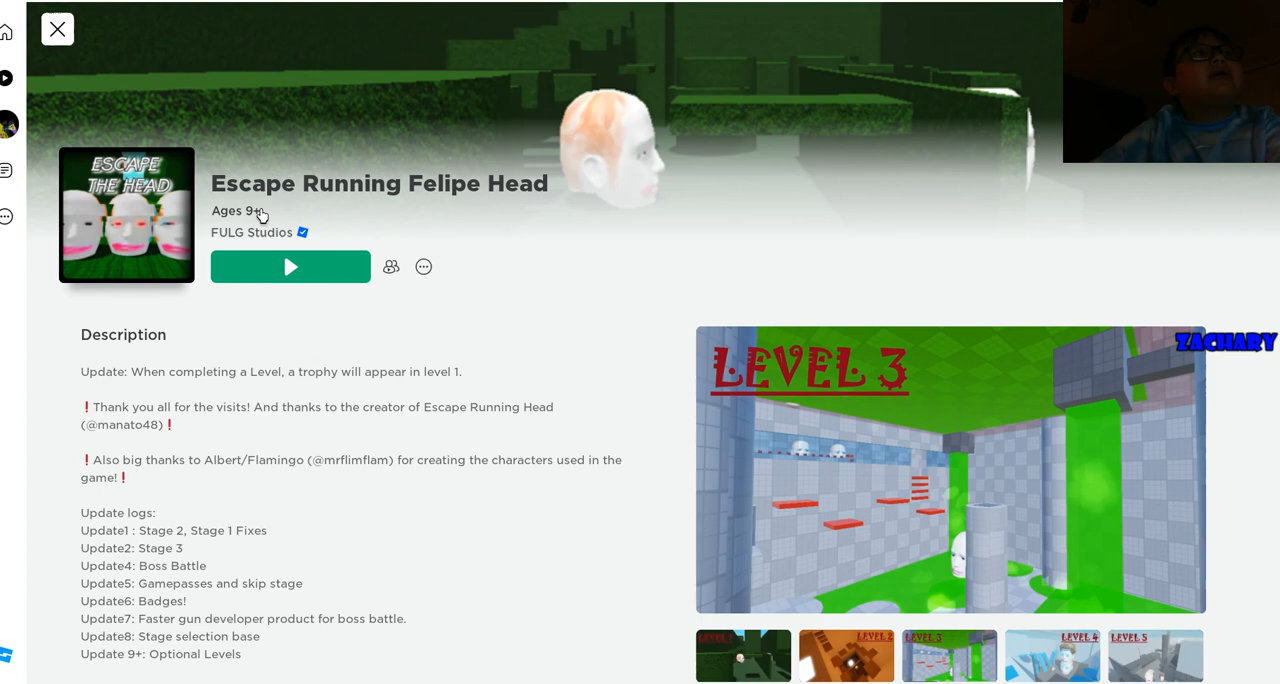 ESCAPE
THE HEAD
Escape Running Felipe Head
Ages 9+
FULG Studios
Description
Update: When completing a Level, a trophy will appear in level 1.
❗Thank you all for the visits! And thanks to the creator of Escape Running Head
(@manato48)❗
❗Also big thanks to Albert/Flamingo (@mrflimflam) for creating the characters used in the
game!❗
Update logs:
Update1 : Stage 2, Stage 1 Fixes
Update2: Stage 3
Update4: Boss Battle
Update5: Gamepasses and skip stage
Update6: Badges!
Update7: Faster gun developer product for boss battle.
Update8: Stage selection base
Update 9+: Optional Levels
LEVEL 3
ZACHARY
LEVEL 2
LEVEL 3
LEVEL 4
LEVEL 5